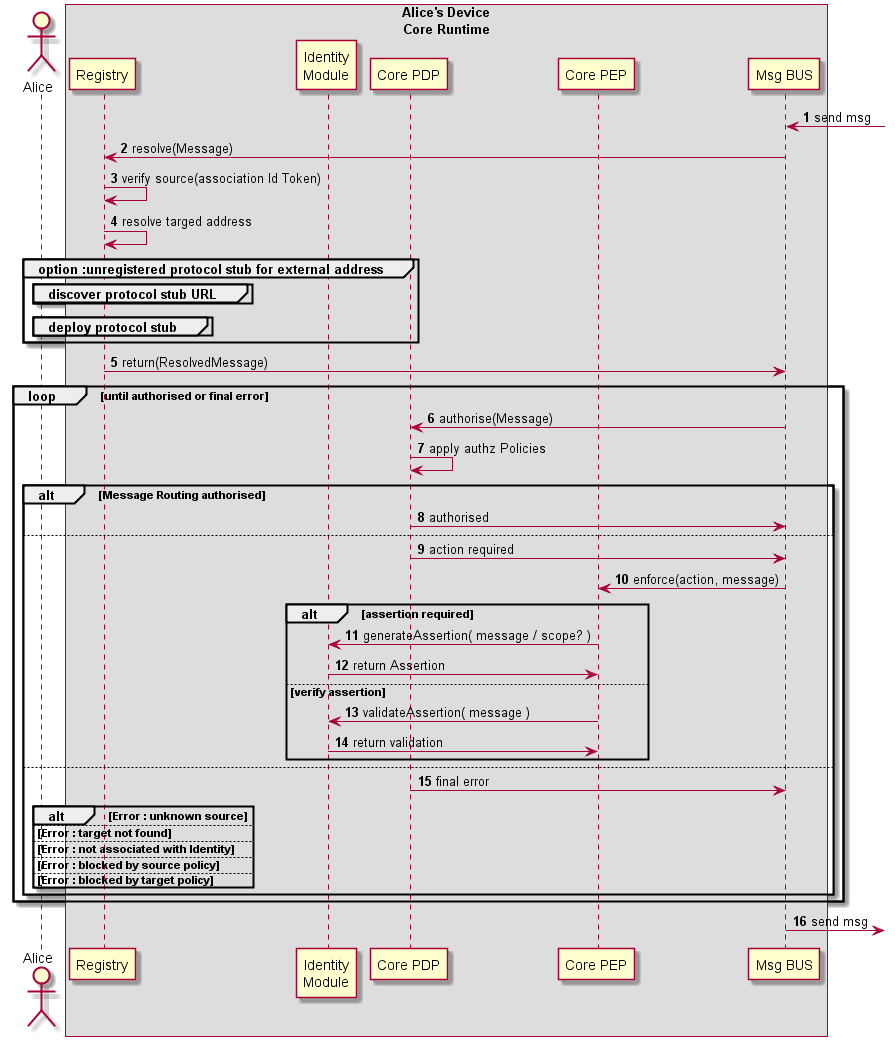 Alice's Device
Core Runtime
Alice
Registry
Identity
Module
Core PDP
Core PEP
Msg BUS
1 send msg
2 resolve(Message)
3 verify source(association Id Token)
4 resolve targed address
option :unregistered protocol stub for external address
discover protocol stub URL
deploy protocol stub
5 return(ResolvedMessage)
loop [until authorised or final error]
6 authorise(Message)
7 apply authz Policies
alt [Message Routing authorised]
8 authorised
9 action required
10 enforce(action, message)
alt [assertion required]
11 generateAssertion( message / scope? )
12 return Assertion
[verify assertion]
13 validateAssertion( message )
14 return validation
15 final error
alt [Error : unknown source]
[Error : target not found]
[Error : not associated with Identity]
[Error : blocked by source policy]
[Error : blocked by target policy]
16 send msg
Alice
Registry
Identity
Module
Core PDP
Core PEP
Msg BUS